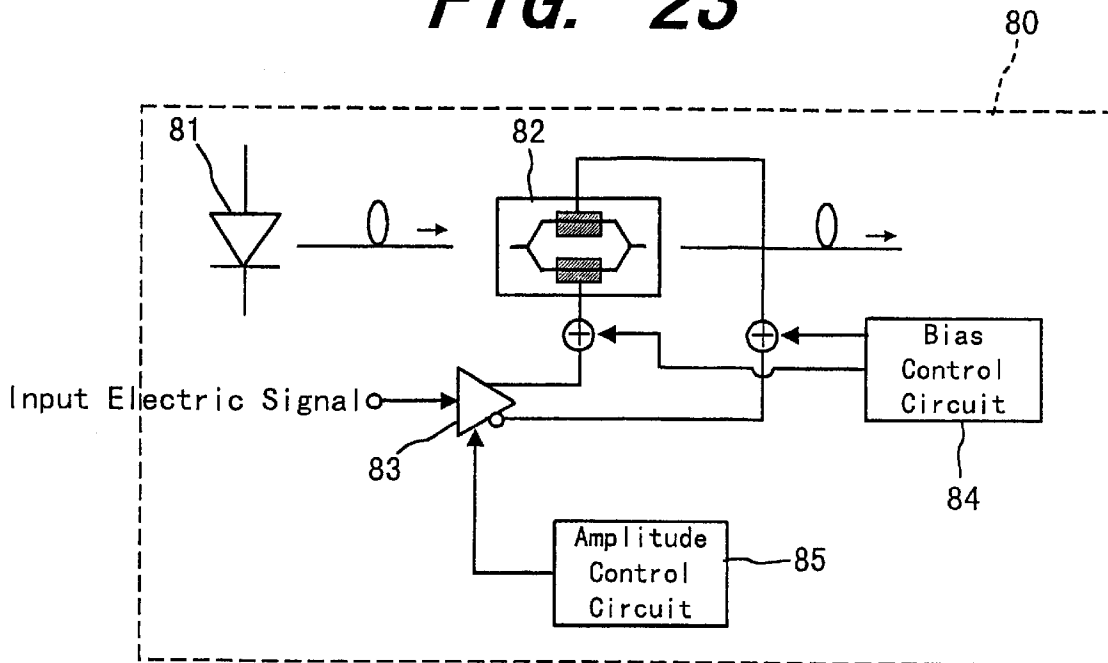 FIG. 23
80
81
82
Bias
Control
Circuit
Input Electric Signal
83
84
Amplitude
Control
Circuit
85